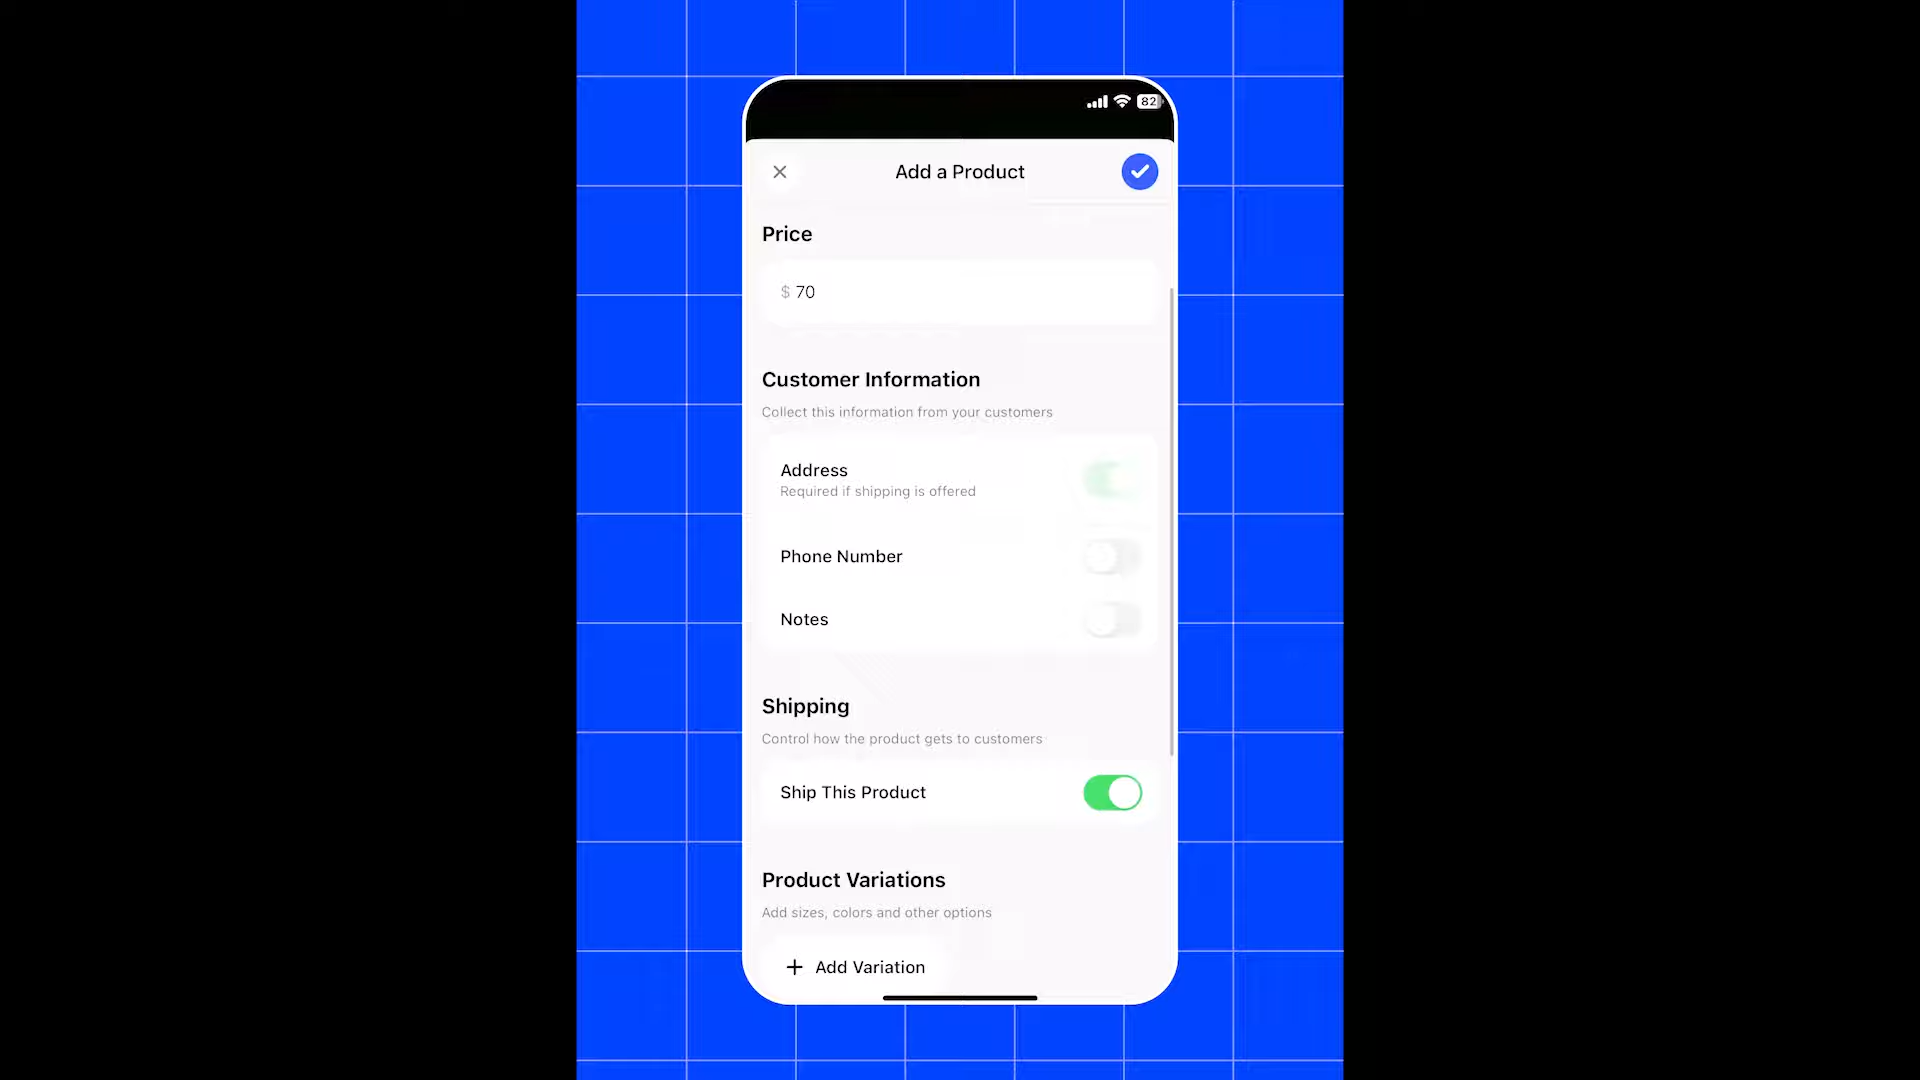 82
Add a Product
Price
$ 70
Customer Information
Collect this information from your customers
Address
Required if shipping is offered
Phone Number
Notes
Shipping
Control how the product gets to customers
Ship This Product
Product Variations
Add sizes, colors and other options
+ Add Variation